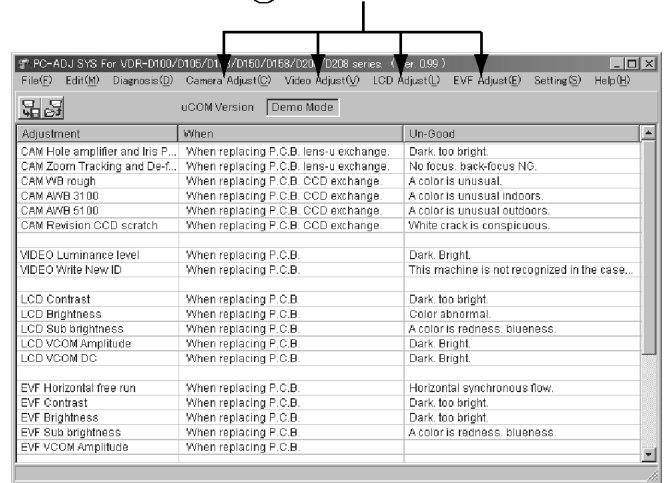 PC-ADJ SYS For VDR-D100/D105/D1 /D150/D158/D20 /D208 series. ( er. 0.99 )
File(F) Edit(M) Diagnosis(D) Camera Adjust(C) Video Adjust(V) LCD Adjust(L) EVF Adjust(E) Setting(S) Help(H)
uCOM Version Demo Mode
Adjustment When Un-Good
CAM Hole amplifier and Iris P... When replacing P.C.B. lens-u exchange. Dark. too bright.
CAM Zoom Tracking and De-f... When replacing P.C.B. lens-u exchange. No focus. back-focus NG.
CAM WB rough When replacing P.C.B. CCD exchange. A color is unusual.
CAM AWB 3100 When replacing P.C.B. CCD exchange. A color is unusual indoors.
CAM AWB 5100 When replacing P.C.B. CCD exchange. A color is unusual outdoors.
CAM Revision CCD scratch When replacing P.C.B. CCD exchange. White crack is conspicuous.
VIDEO Luminance level When replacing P.C.B. Dark. Bright.
VIDEO Write New ID When replacing P.C.B. This machine is not recognized in the case...
LCD Contrast When replacing P.C.B. Dark. too bright.
LCD Brightness When replacing P.C.B. Color abnormal.
LCD Sub brightness When replacing P.C.B. A color is redness. blueness.
LCD VCOM Amplitude When replacing P.C.B. Dark. Bright.
LCD VCOM DC When replacing P.C.B. Dark. Bright.
EVF Horizontal free run When replacing P.C.B. Horizontal synchronous flow.
EVF Contrast When replacing P.C.B. Dark. too bright.
EVF Brightness When replacing P.C.B. Dark. too bright.
EVF Sub brightness When replacing P.C.B. A color is redness. blueness.
EVF VCOM Amplitude When replacing P.C.B.